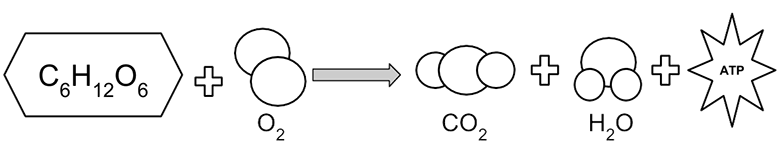 C₆H₁₂O₆
O₂
CO₂
H₂O
ATP